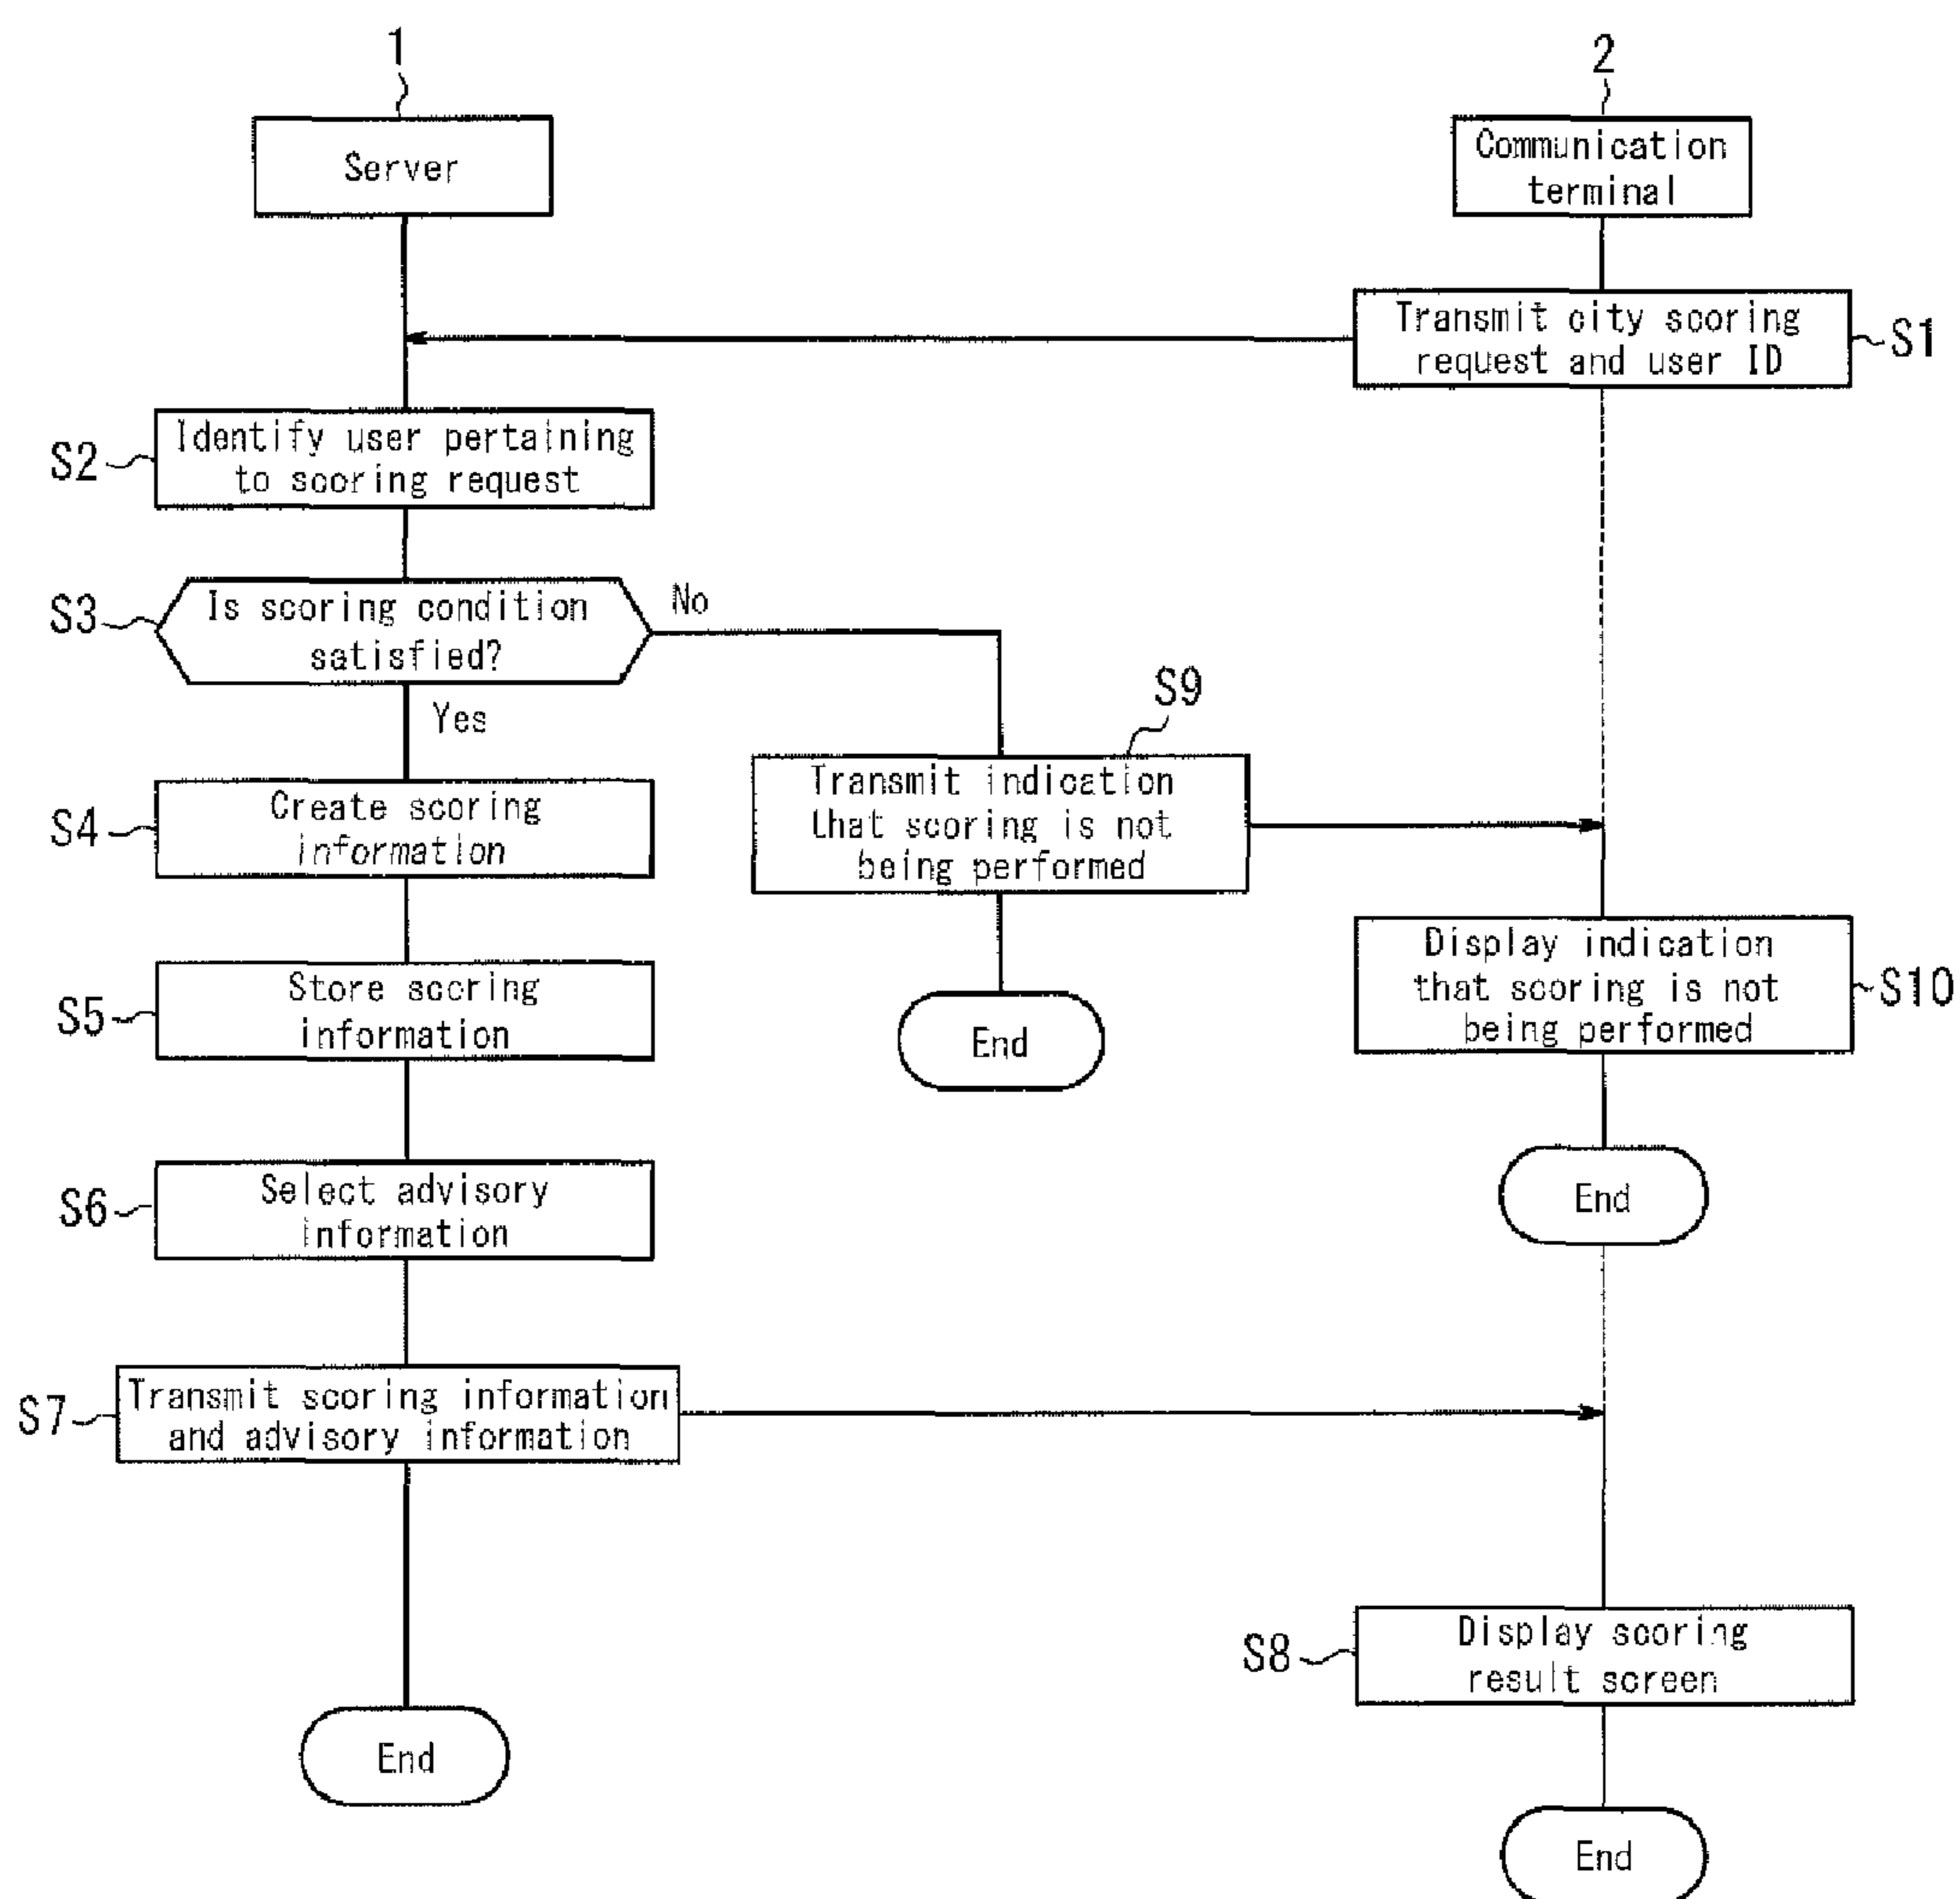 1
2
Server
Communication
terminal
Transmit city scoring
request and user ID
S1
S2
Identify user pertaining
to scoring request
S3
Is scoring condition
satisfied?
No
Yes
S9
Transmit indication
that scoring is not
being performed
S4
Create scoring
information
Display indication
that scoring is not
being performed
S10
S5
Store scoring
information
End
S6
Select advisory
information
End
S7
Transmit scoring information
and advisory information
S8
Display scoring
result screen
End
End